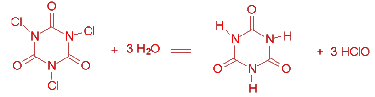 O O
Cl Cl H
N N + 3 H₂O = N N H + 3 HClO
O N O O N O
Cl H